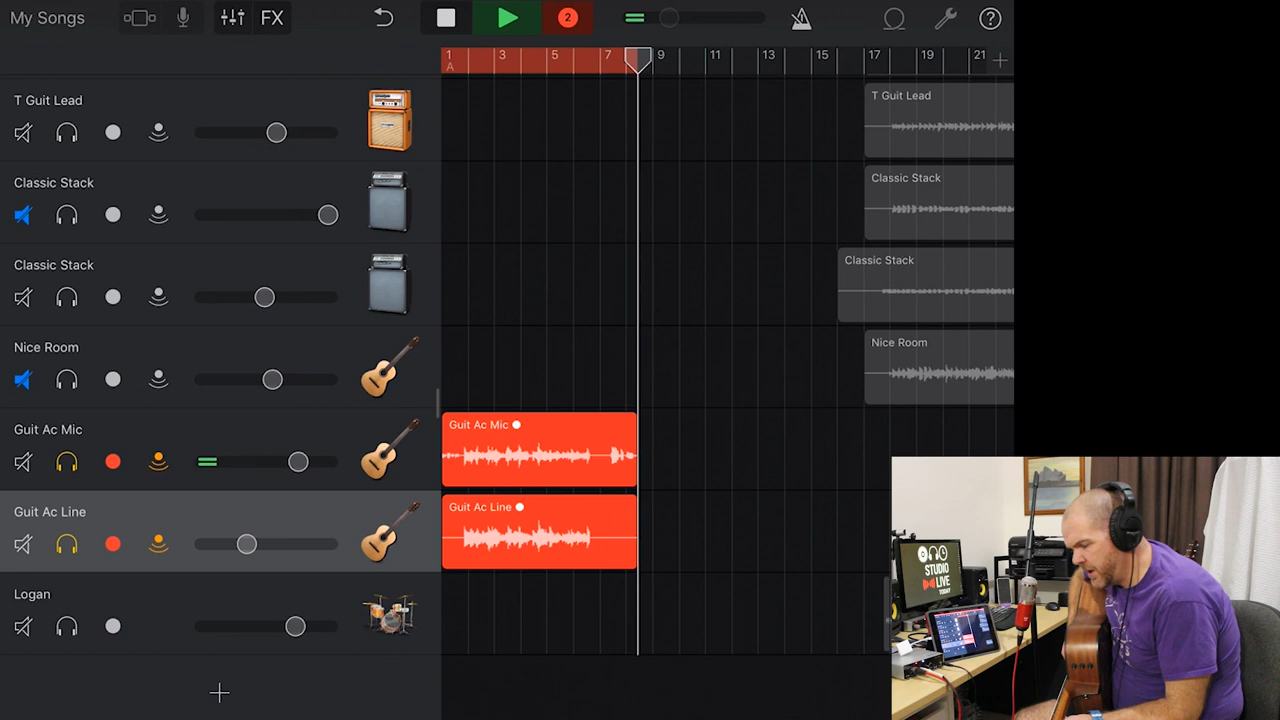 My Songs
FX
2
1 3 5 7 9 11 13 15 17 19 21
A
T Guit Lead
T Guit Lead
Classic Stack
Classic Stack
Classic Stack
Classic Stack
Nice Room
Nice Room
Guit Ac Mic
Guit Ac Mic
Guit Ac Line
Guit Ac Line
Logan
STUDIO
LIVE
TODAY